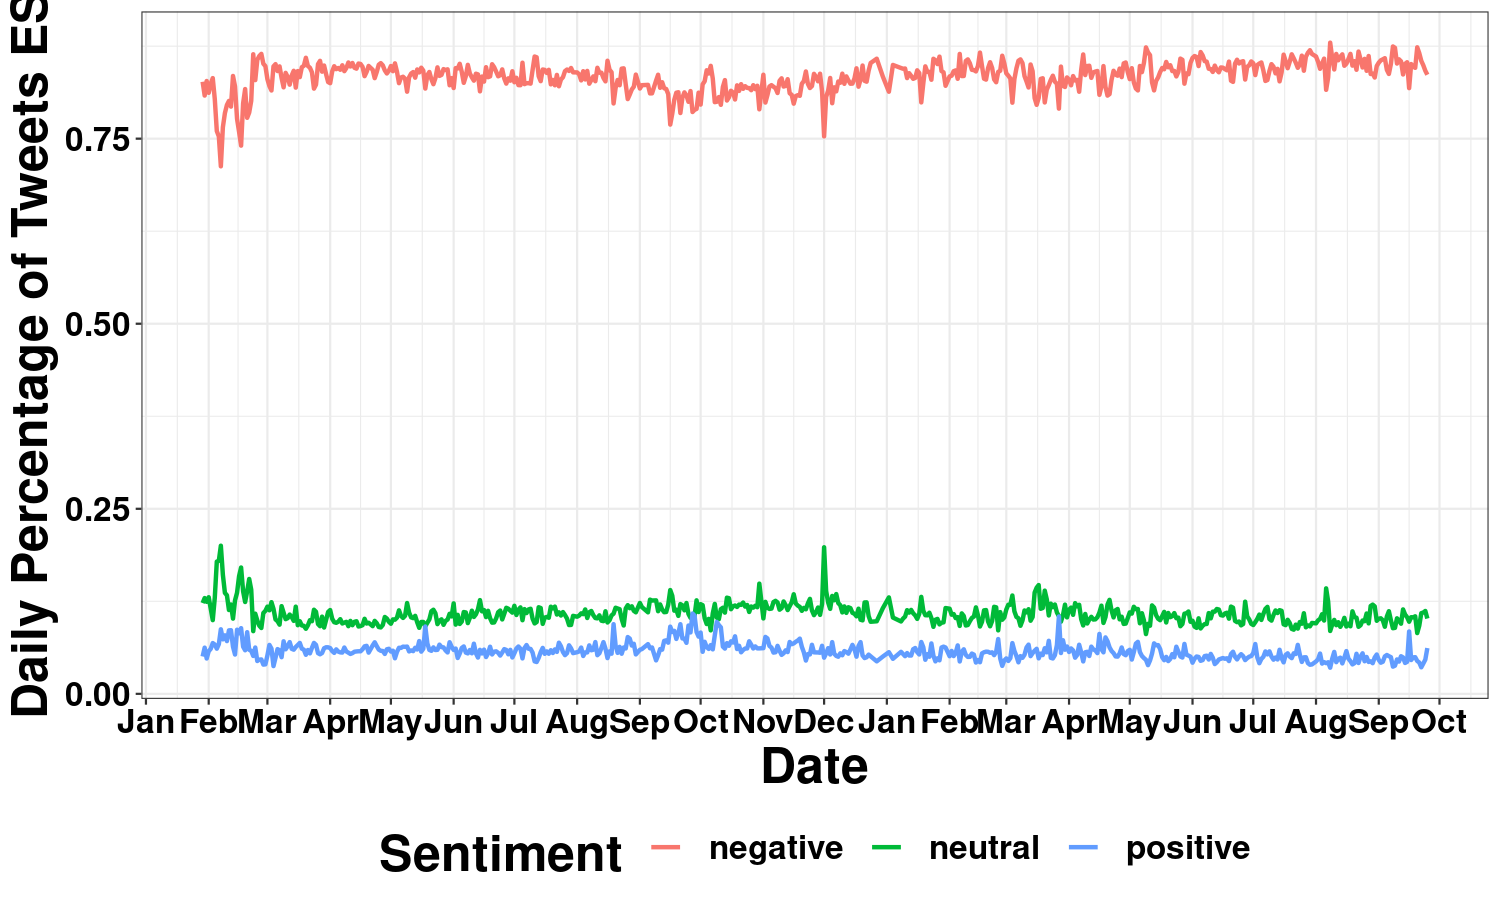 Daily Percentage of Tweets ES
0.75
0.50
0.25
0.00
Jan Feb Mar Apr May Jun Jul Aug Sep Oct Nov Dec Jan Feb Mar Apr May Jun Jul Aug Sep Oct
Date
Sentiment negative neutral positive